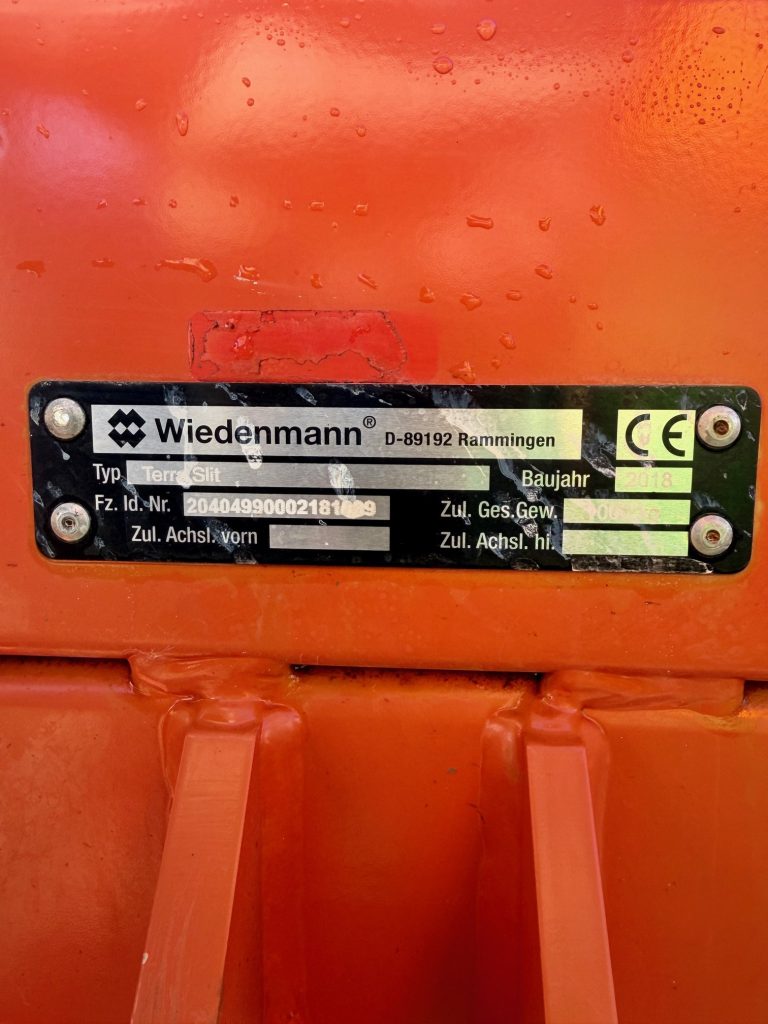 Wiedenmann® D-89192 Rammingen CE
Typ Terra Slit Baujahr 2018
Fz. Id. Nr. Zul. Ges.Gew.
Zul. Achsl. vorn Zul. Achsl. hi.